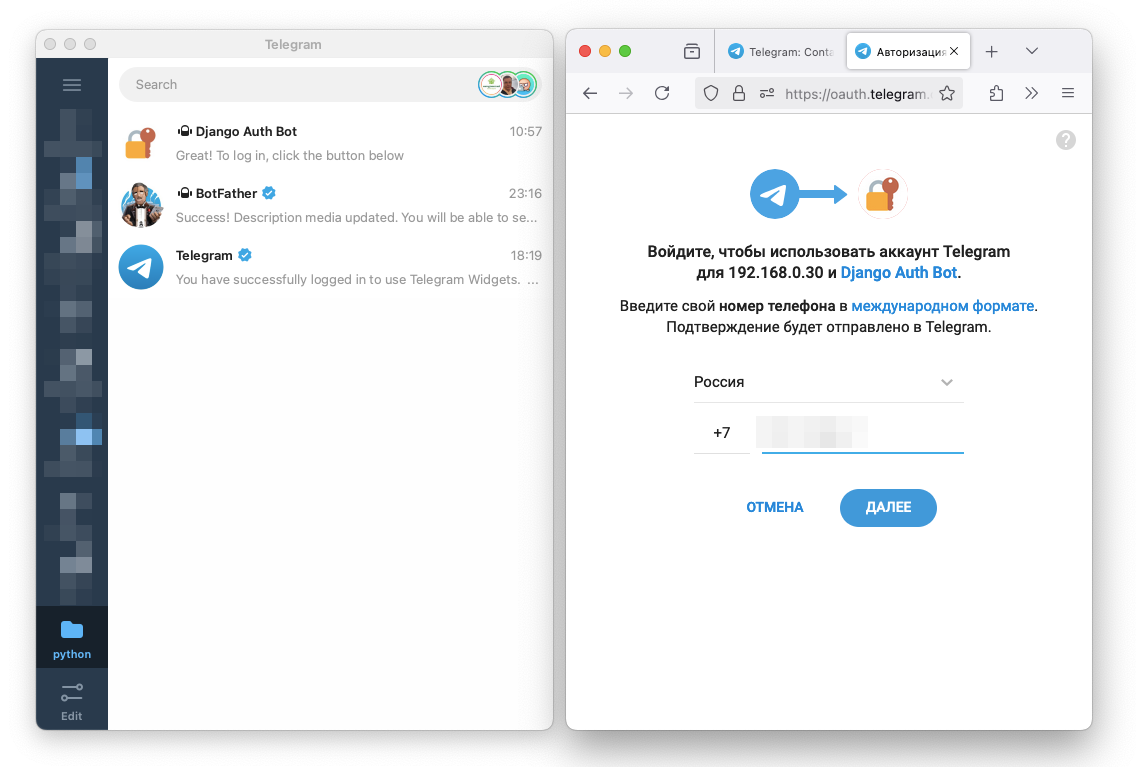 Telegram
Search
Django Auth Bot 10:57
Great! To log in, click the button below
BotFather 23:16
Success! Description media updated. You will be able to se...
Telegram 18:19
You have successfully logged in to use Telegram Widgets. ...
python
Edit
Telegram: Conta
Авторизация
https://oauth.telegram.
?
Войдите, чтобы использовать аккаунт Telegram
для 192.168.0.30 и Django Auth Bot.
Введите свой номер телефона в международном формате.
Подтверждение будет отправлено в Telegram.
Россия
+7
ОТМЕНА
ДАЛЕЕ